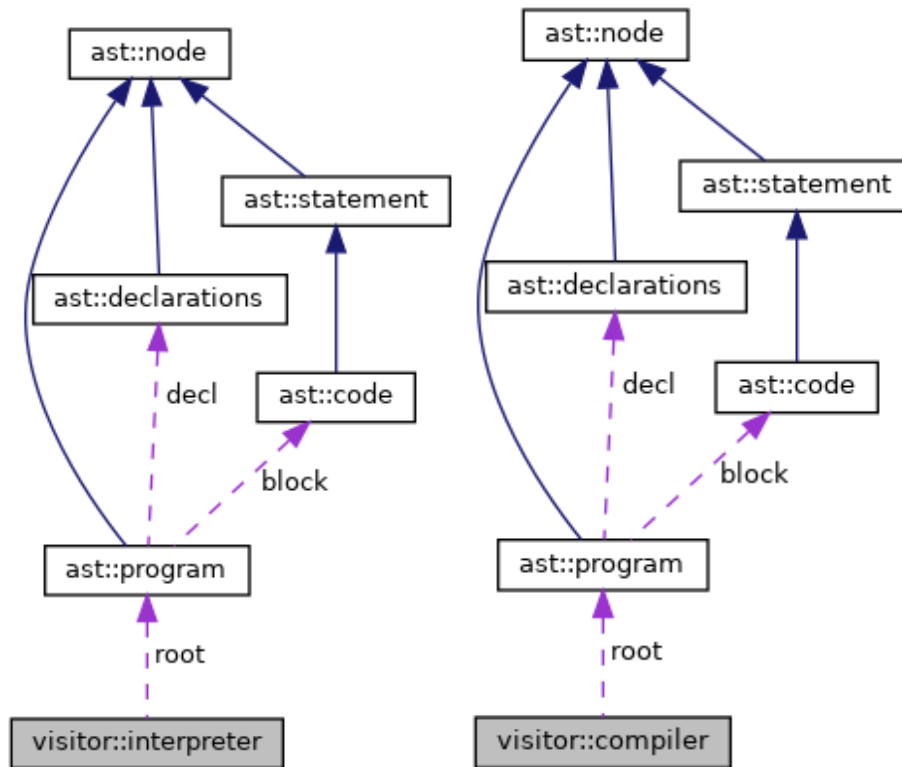 ast::node
ast::statement
ast::declarations
decl
ast::code
block
ast::program
root
visitor::interpreter
ast::node
ast::statement
ast::declarations
decl
ast::code
block
ast::program
root
visitor::compiler